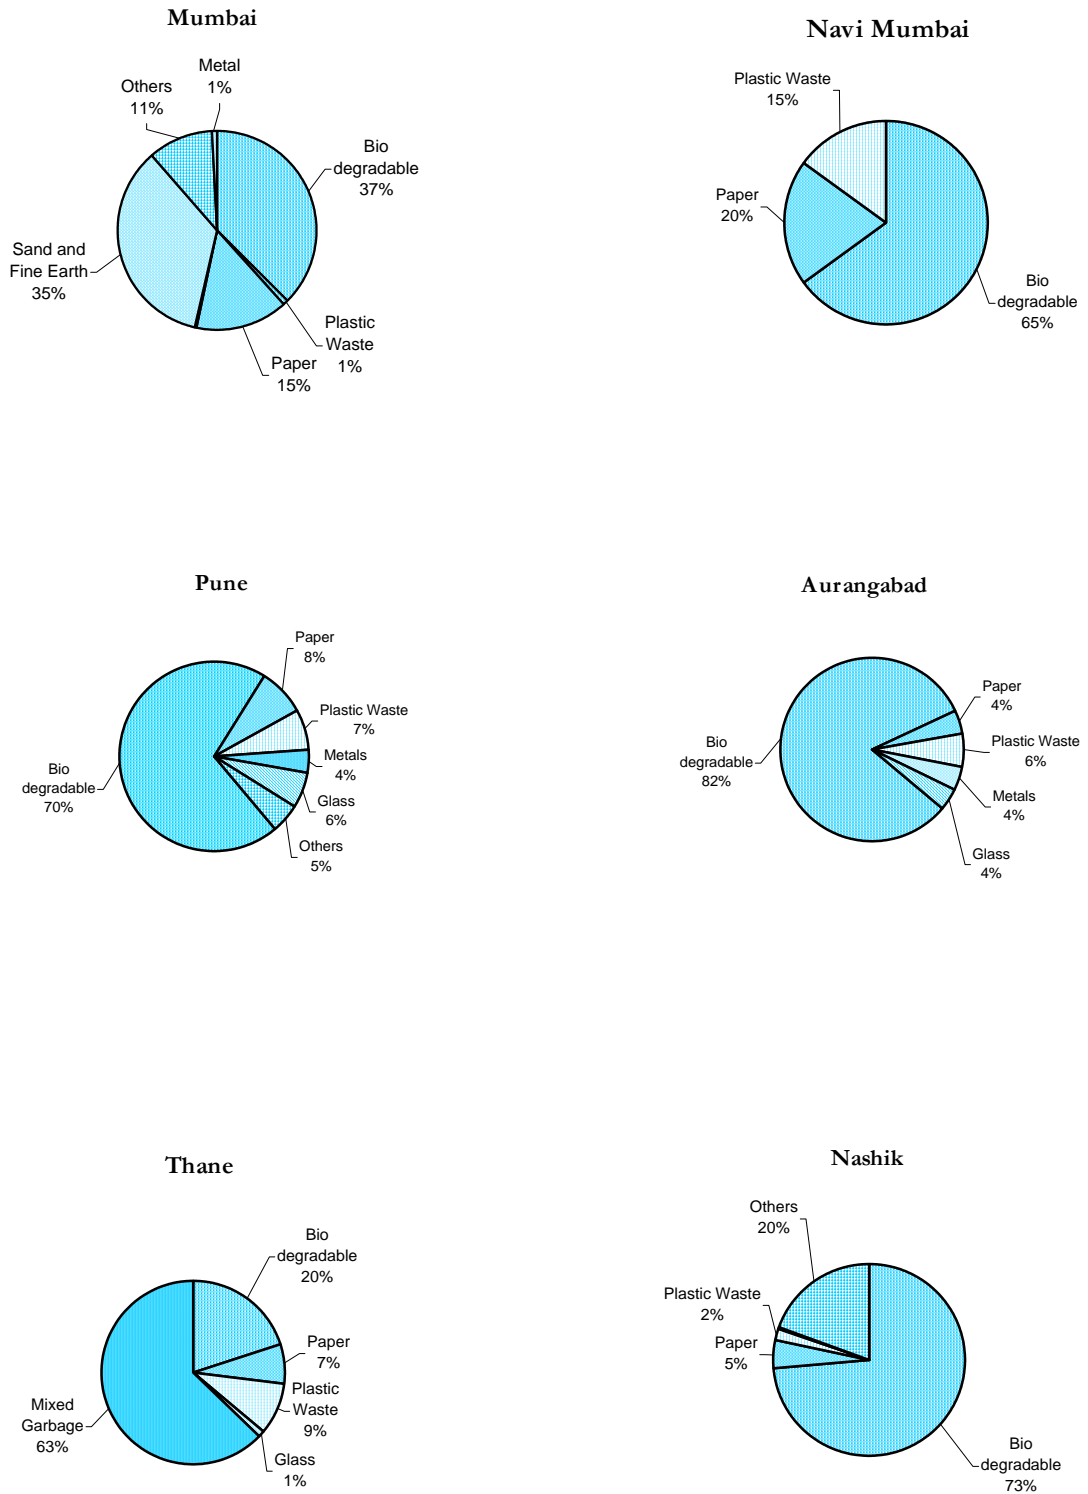 Mumbai
Metal
1%
Others
11%
Bio
degradable
37%
Sand and
Fine Earth
35%
Plastic
Waste
1%
Paper
15%
Navi Mumbai
Plastic Waste
15%
Paper
20%
Bio
degradable
65%
Pune
Paper
8%
Plastic Waste
7%
Metals
4%
Bio
degradable
70%
Glass
6%
Others
5%
Aurangabad
Paper
4%
Bio
degradable
82%
Plastic Waste
6%
Metals
4%
Glass
4%
Thane
Bio
degradable
20%
Paper
7%
Plastic
Waste
9%
Mixed
Garbage
63%
Glass
1%
Nashik
Others
20%
Plastic Waste
2%
Paper
5%
Bio
degradable
73%